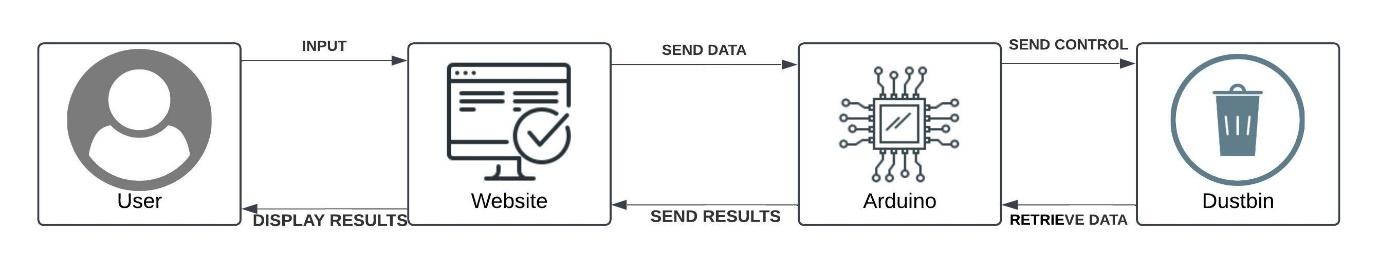 INPUT
SEND DATA
SEND CONTROL
User
Website
Arduino
Dustbin
DISPLAY RESULTS
SEND RESULTS
RETRIEVE DATA